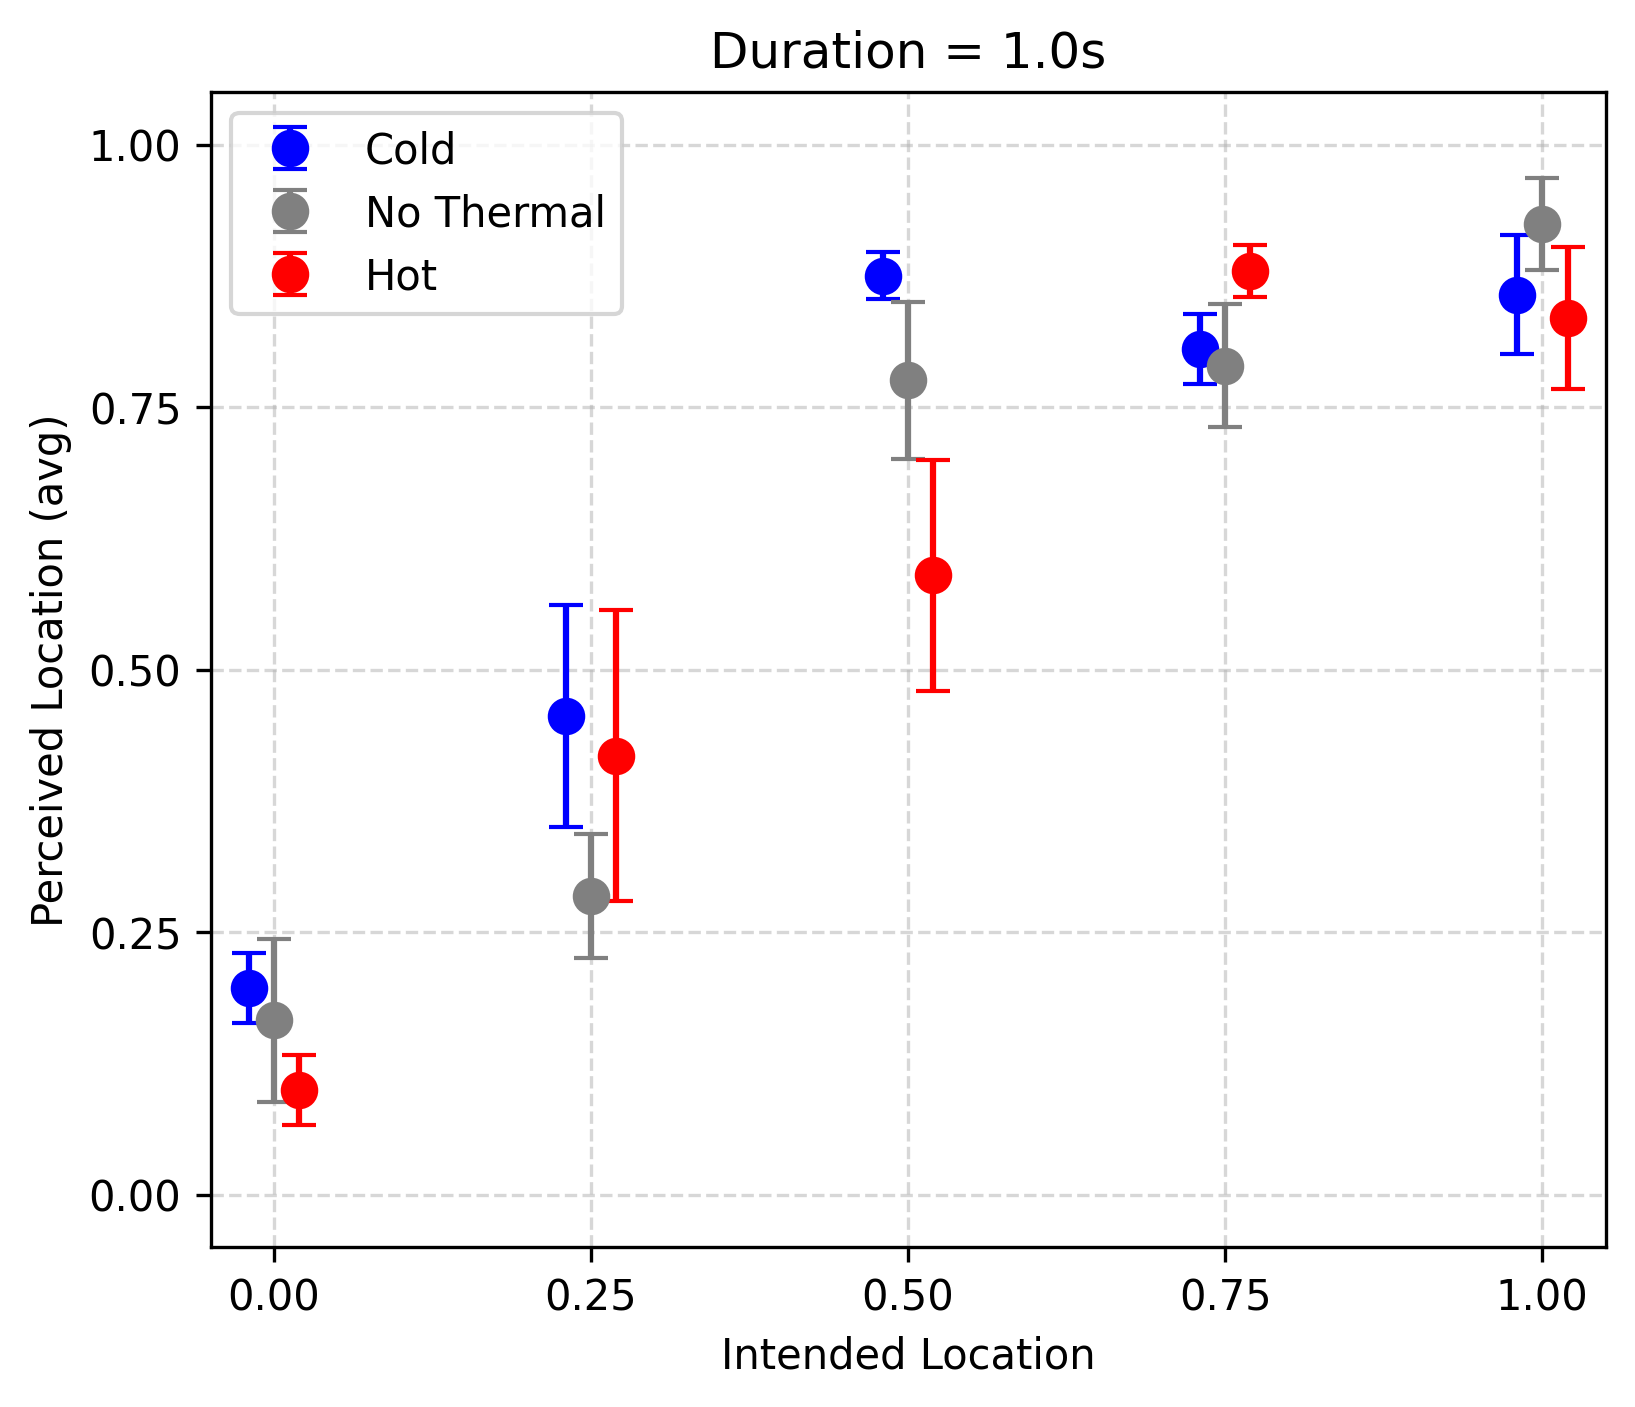 Duration = 1.0s
Cold
No Thermal
Hot
1.00
0.75
0.50
0.25
0.00
Perceived Location (avg)
0.00 0.25 0.50 0.75 1.00
Intended Location